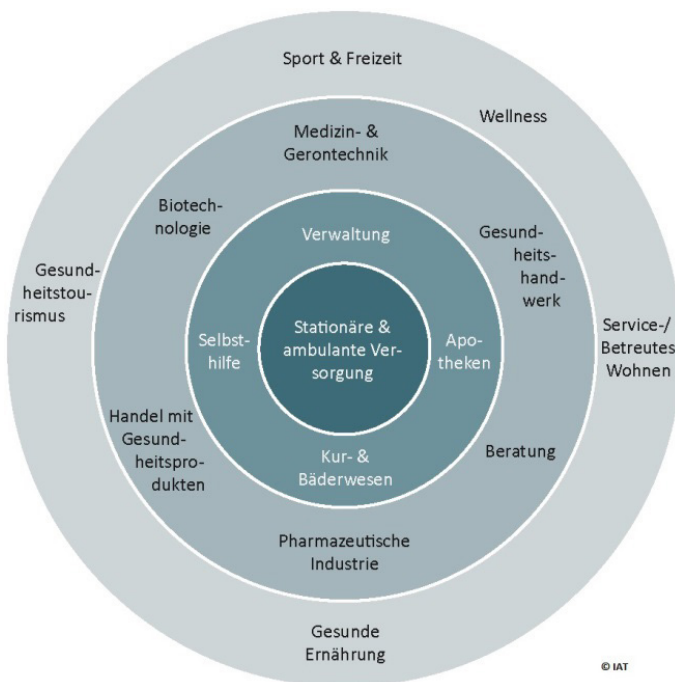 Sport & Freizeit
Wellness
Medizin- &
Gerontechnik
Biotech-
nologie
Verwaltung
Gesund-
heits-
hand-
werk
Gesund-
heitstou-
rismus
Selbst-
hilfe
Stationäre &
ambulante Ver-
sorgung
Apo-
theken
Service-/
Betreutes
Wohnen
Handel mit
Gesund-
heitspro-
dukten
Kur- &
Bäderwesen
Beratung
Pharmazeutische
Industrie
Gesunde
Ernährung
© IAT